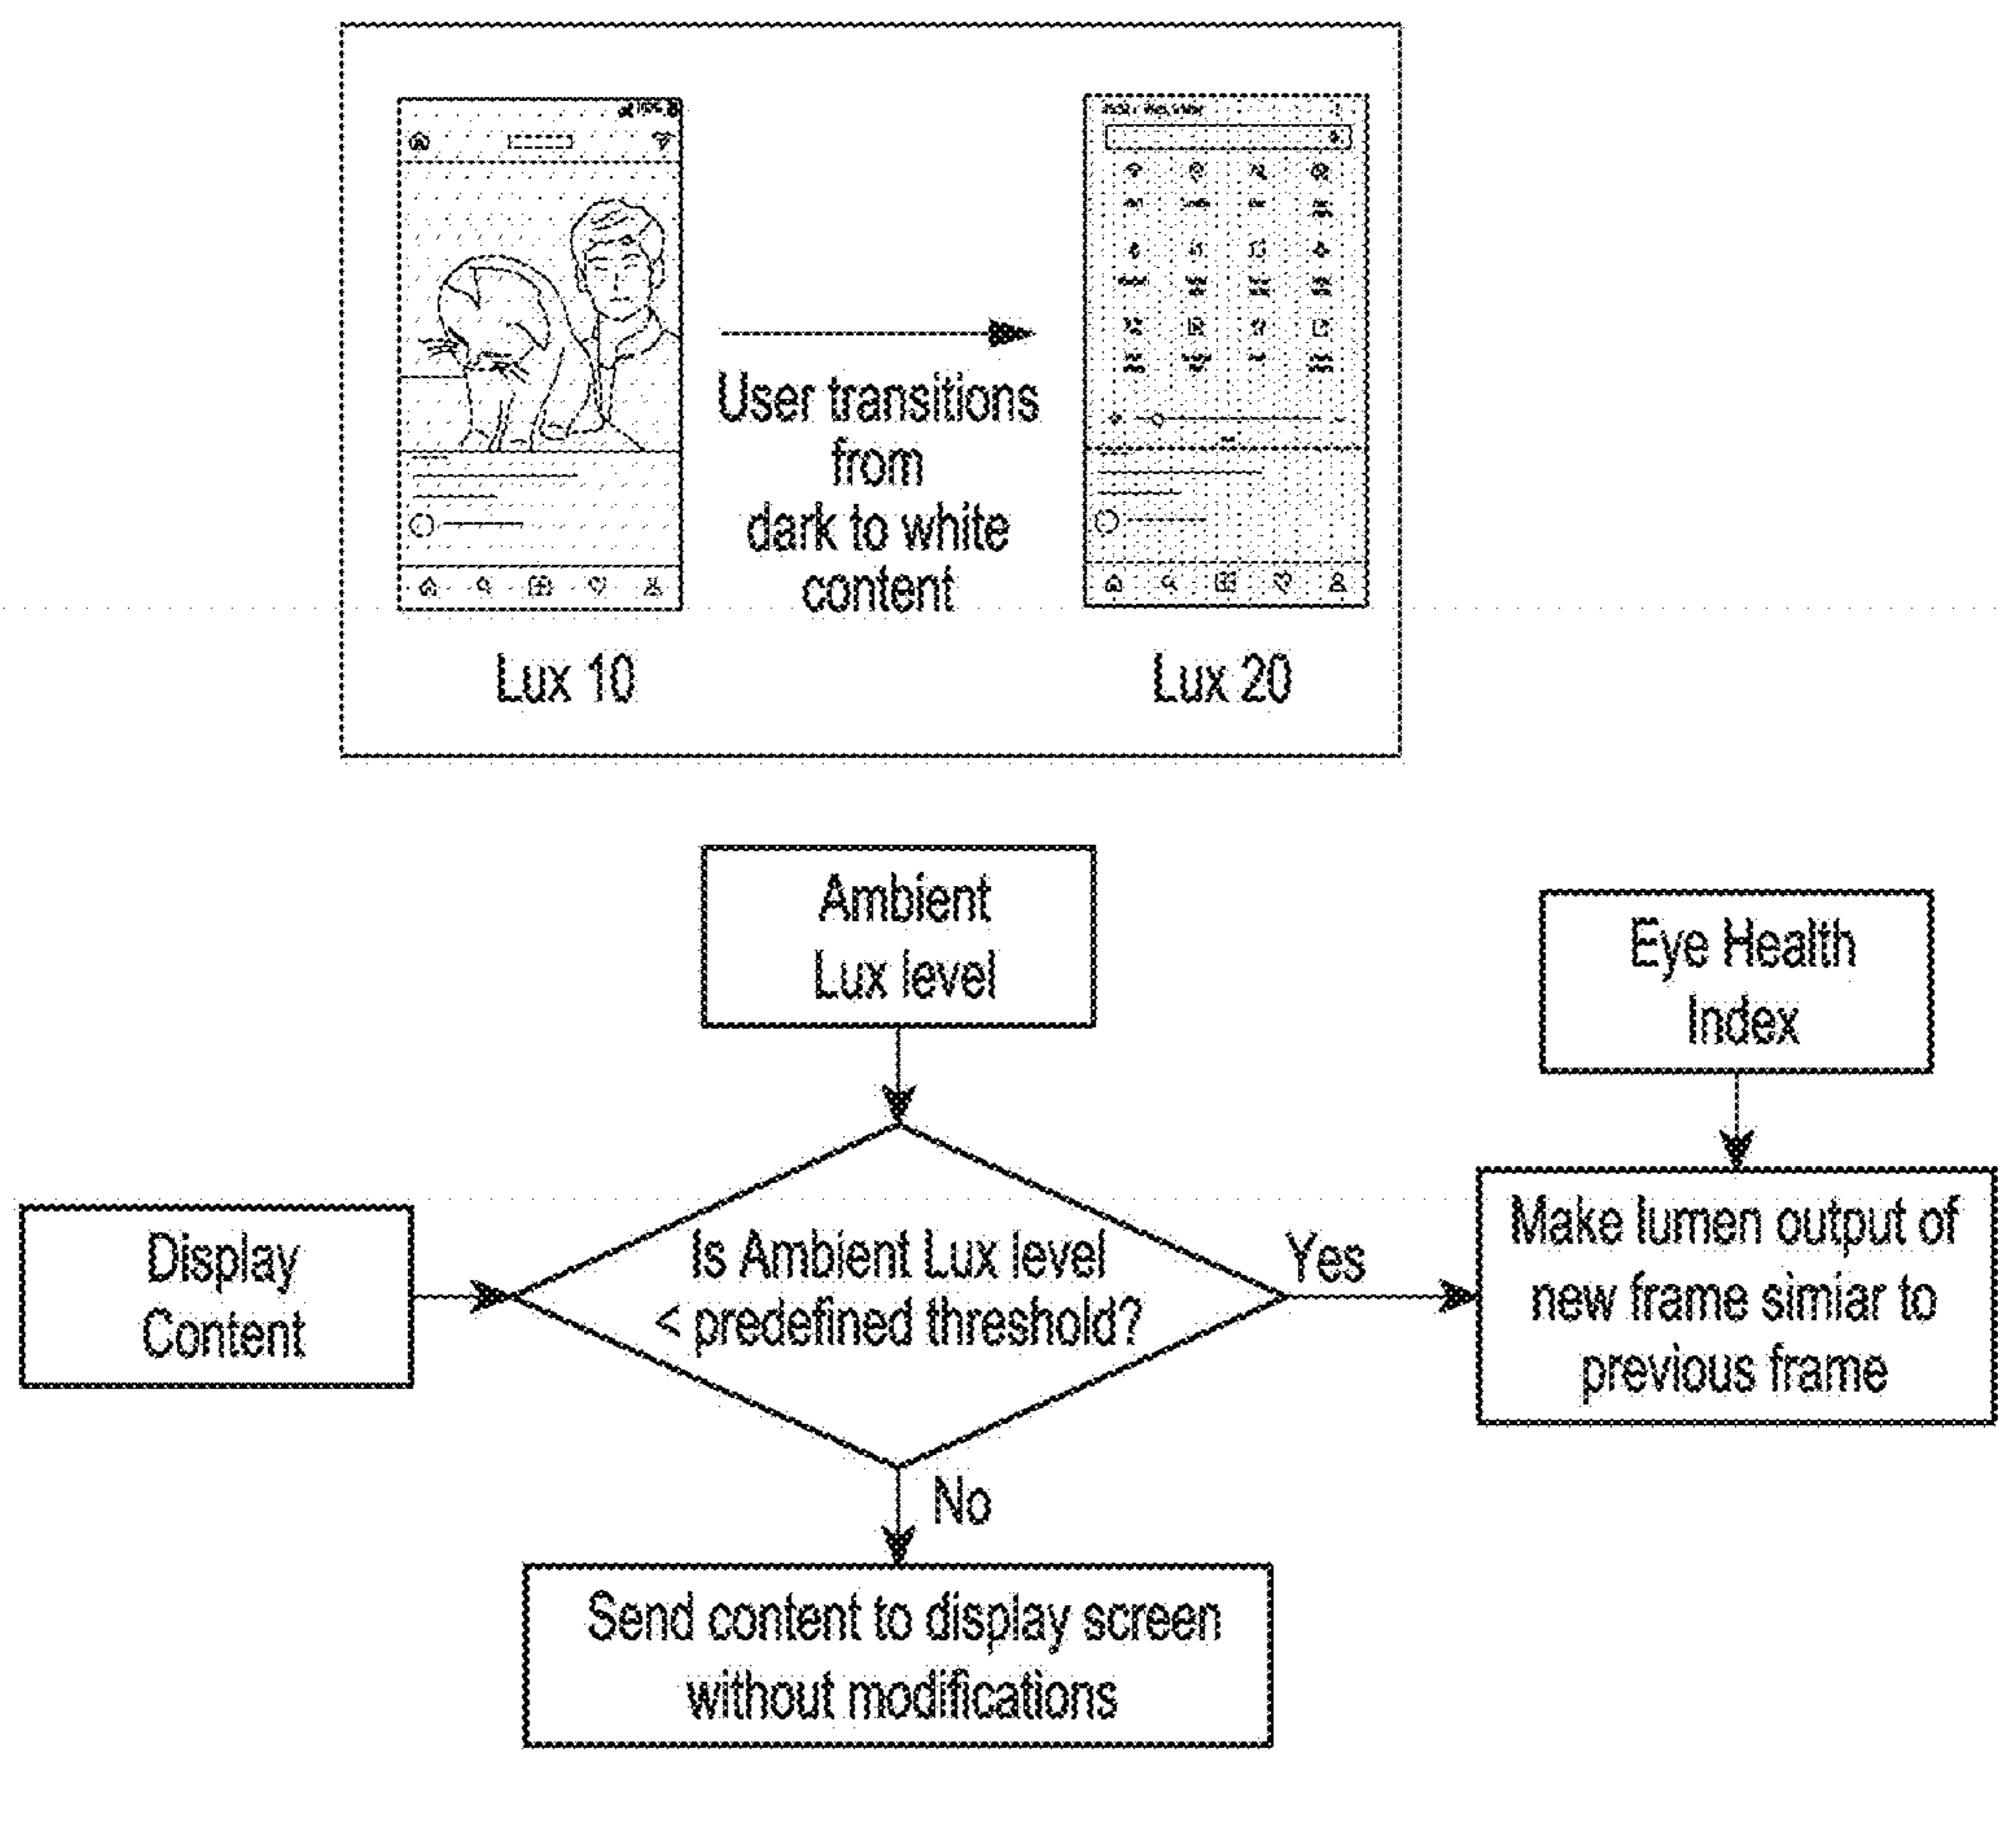 User transitions
from
dark to white
content
Lux 10
Lux 20
Ambient
Lux level
Eye Health
Index
Display
Content
Is Ambient Lux level
< predefined threshold?
Yes
Make lumen output of
new frame simiar to
previous frame
No
Send content to display screen
without modifications